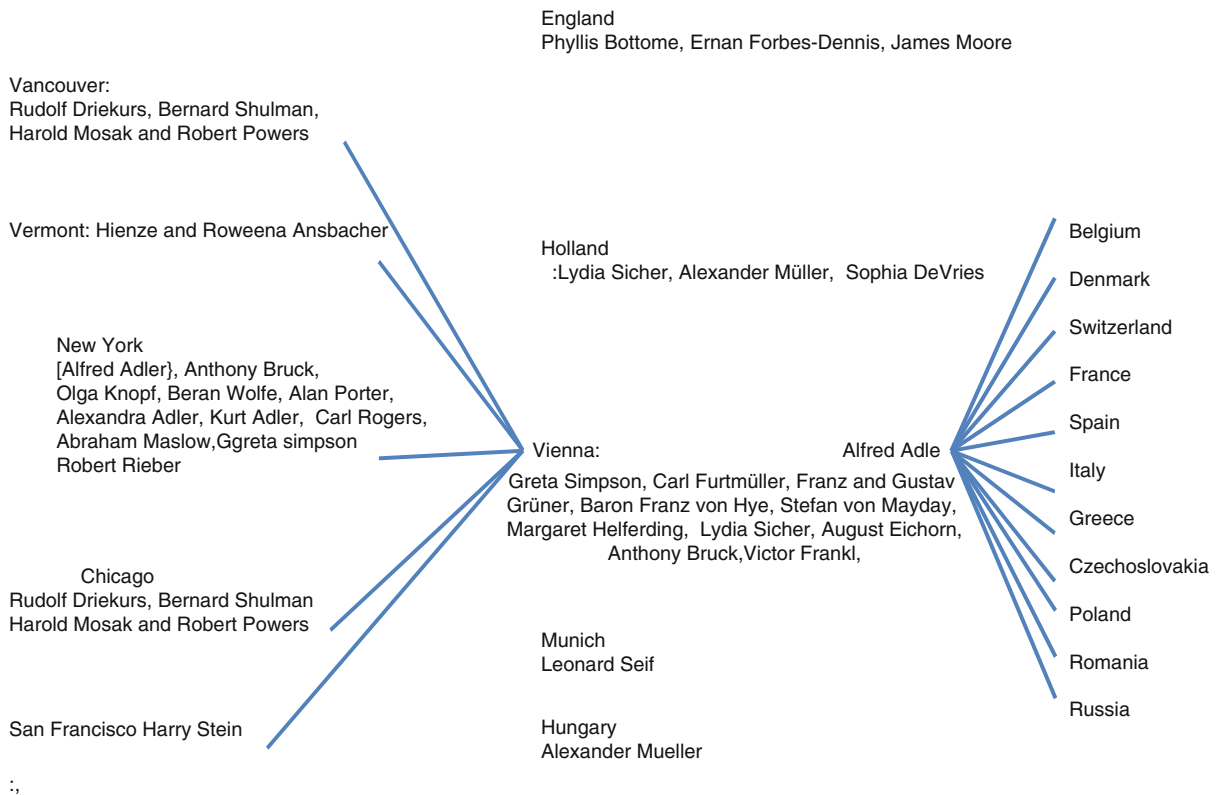 England
Phyllis Bottome, Ernan Forbes-Dennis, James Moore
Vancouver:
Rudolf Driekurs, Bernard Shulman,
Harold Mosak and Robert Powers
Vermont: Hienze and Roweena Ansbacher
Holland
:Lydia Sicher, Alexander Müller, Sophia DeVries
New York
[Alfred Adler}, Anthony Bruck,
Olga Knopf, Beran Wolfe, Alan Porter,
Alexandra Adler, Kurt Adler, Carl Rogers,
Abraham Maslow,Ggreta simpson
Robert Rieber
Vienna: Alfred Adle
Greta Simpson, Carl Furtmüller, Franz and Gustav
Grüner, Baron Franz von Hye, Stefan von Mayday,
Margaret Helferding, Lydia Sicher, August Eichorn,
Anthony Bruck,Victor Frankl,
Chicago
Rudolf Driekurs, Bernard Shulman
Harold Mosak and Robert Powers
Munich
Leonard Seif
San Francisco Harry Stein
Hungary
Alexander Mueller
:,
Belgium
Denmark
Switzerland
France
Spain
Italy
Greece
Czechoslovakia
Poland
Romania
Russia